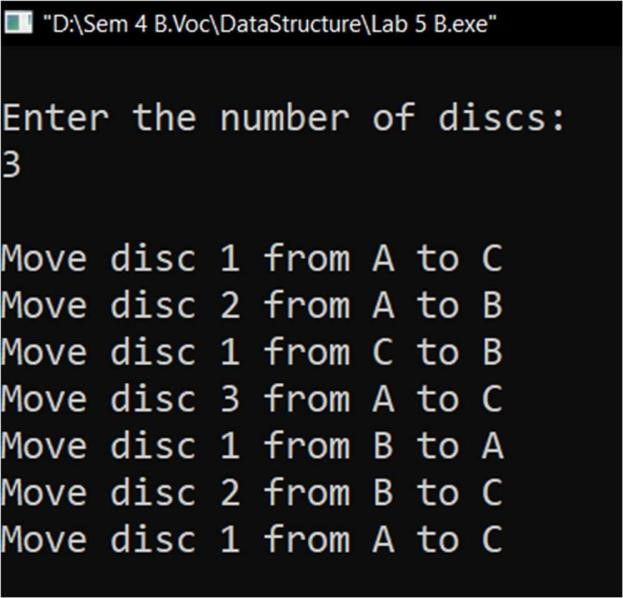 "D:\Sem 4 B.Voc\DataStructure\Lab 5 B.exe"
Enter the number of discs:
3
Move disc 1 from A to C
Move disc 2 from A to B
Move disc 1 from C to B
Move disc 3 from A to C
Move disc 1 from B to A
Move disc 2 from B to C
Move disc 1 from A to C